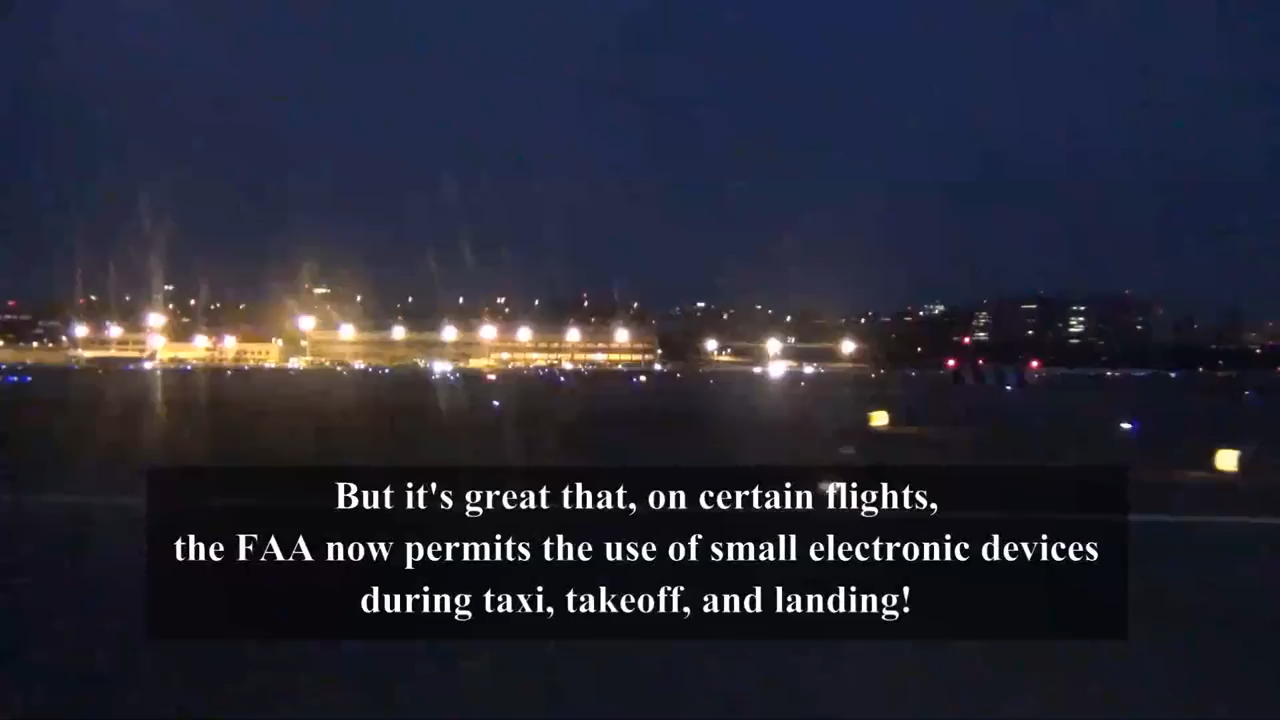 But it's great that, on certain flights,
the FAA now permits the use of small electronic devices
during taxi, takeoff, and landing!